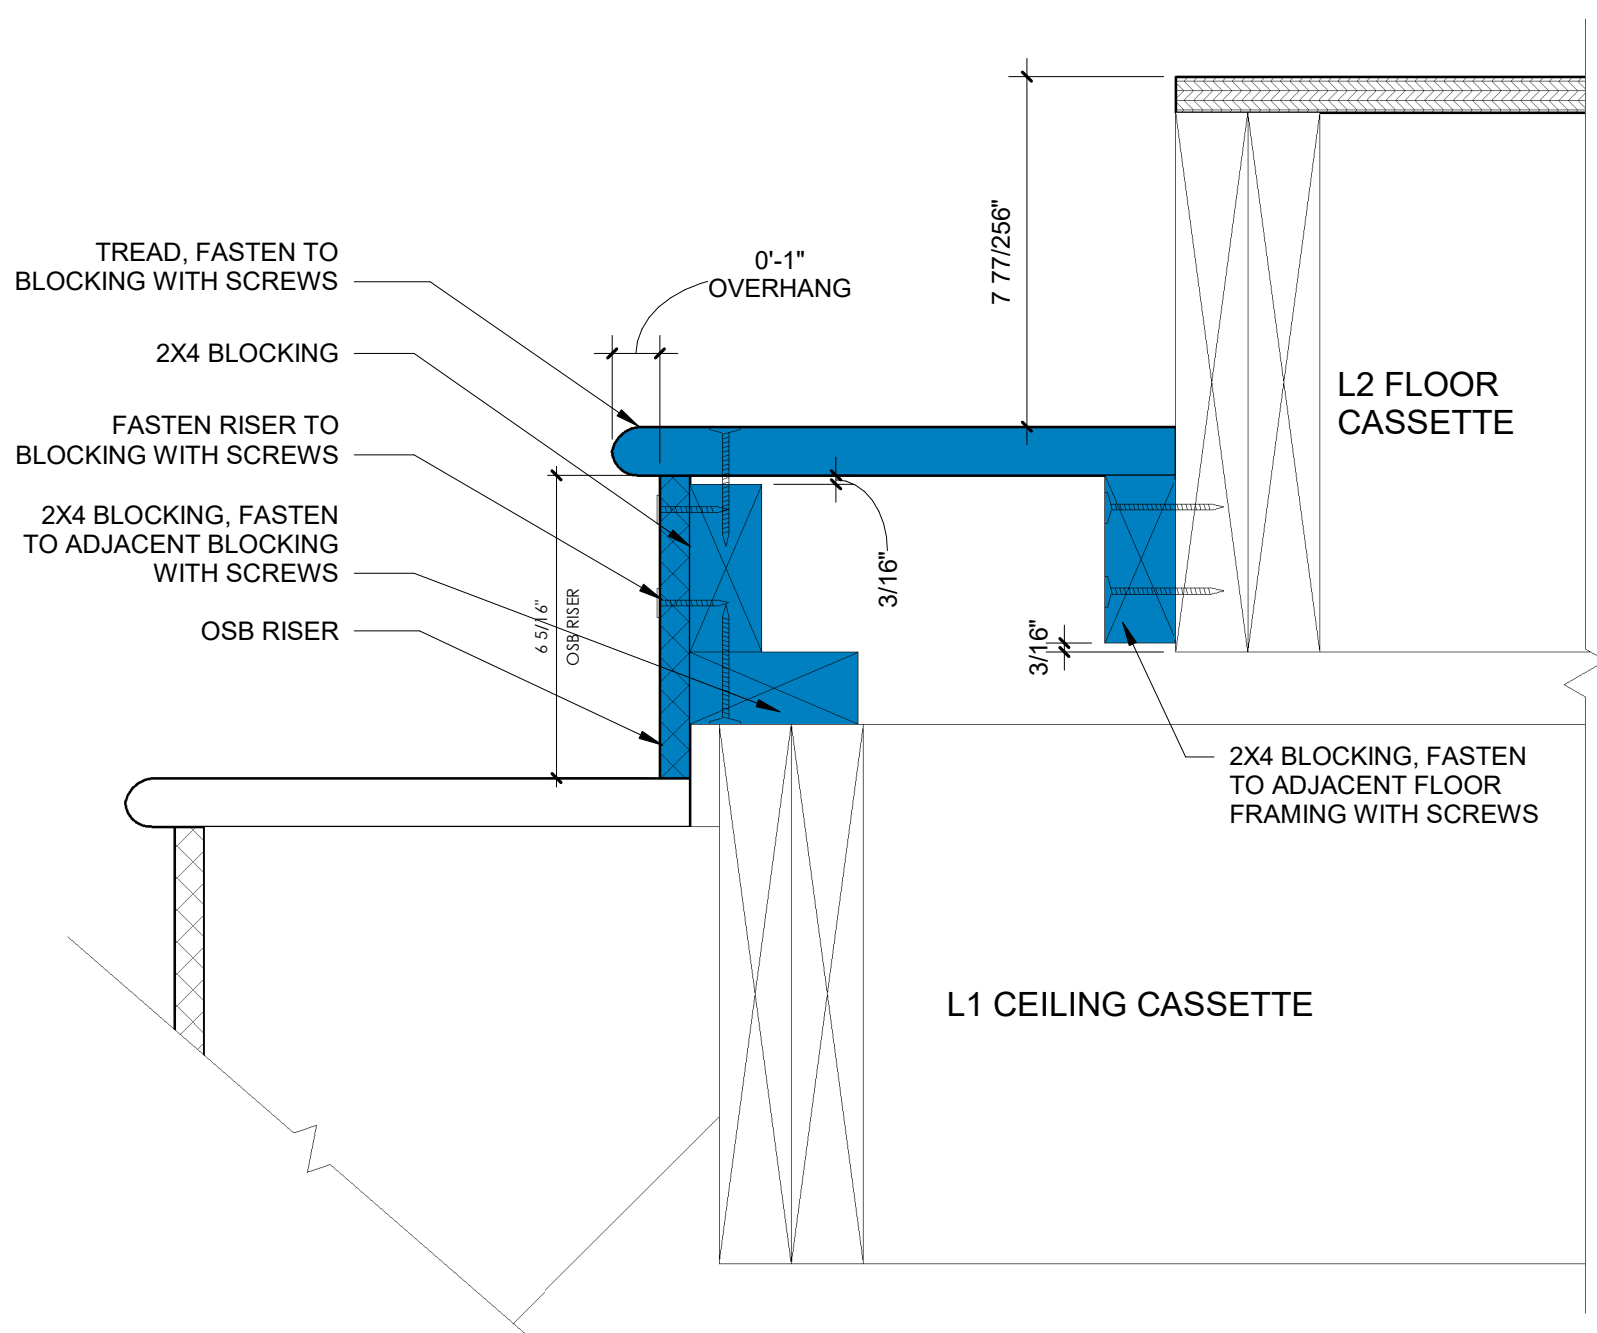 TREAD, FASTEN TO
BLOCKING WITH SCREWS
2X4 BLOCKING
FASTEN RISER TO
BLOCKING WITH SCREWS
2X4 BLOCKING, FASTEN
TO ADJACENT BLOCKING
WITH SCREWS
OSB RISER
0'-1"
OVERHANG
7 77/256"
L2 FLOOR
CASSETTE
6 5/16"
OSB RISER
3/16"
3/16"
2X4 BLOCKING, FASTEN
TO ADJACENT FLOOR
FRAMING WITH SCREWS
L1 CEILING CASSETTE